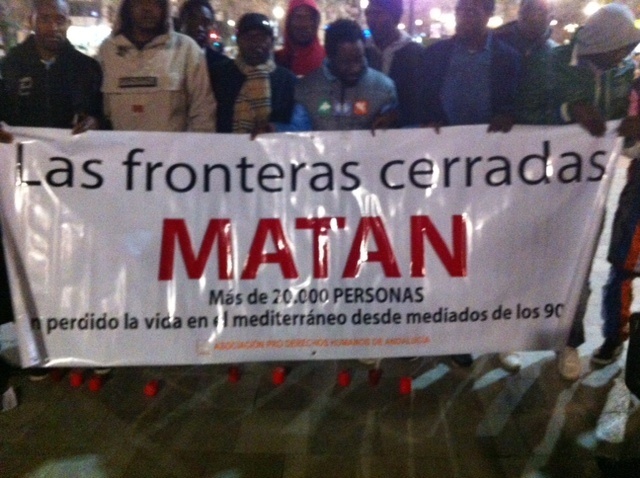 Las fronteras cerradas
MATAN
Más de 20.000 PERSONAS
n perdido la vida en el mediterráneo desde mediados de los 90
ASOCIACIÓN PRO DERECHOS HUMANOS DE ANDALUCÍA